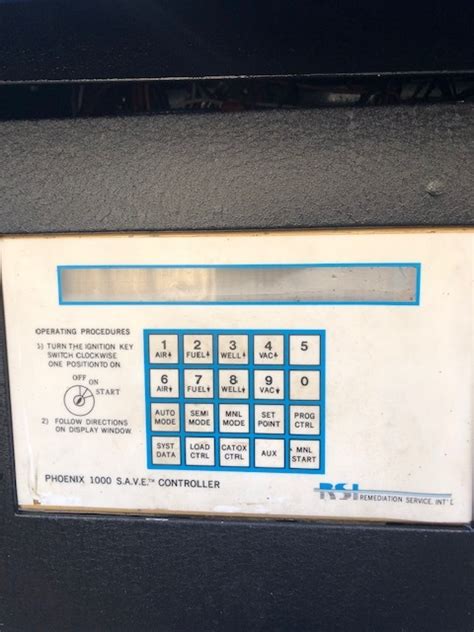 OPERATING PROCEDURES
1) TURN THE IGNITION KEY
SWITCH CLOCKWISE
ONE POSITION TO ON
OFF ON
START
2) FOLLOW DIRECTIONS
ON DISPLAY WINDOW
1 2 3 4 5
AIR↑ FUEL↑ WELL↑ VAC↑
6 7 8 9 0
AIR↓ FUEL↓ WELL↓ VAC↓
AUTO SEMI MNL SET PROG
MODE MODE MODE POINT CTRL
SYST LOAD CATOX AUX MNL
DATA CTRL CTRL START
PHOENIX 1000 S.A.V.E.™ CONTROLLER
RSI REMEDIATION SERVICE, INT'L